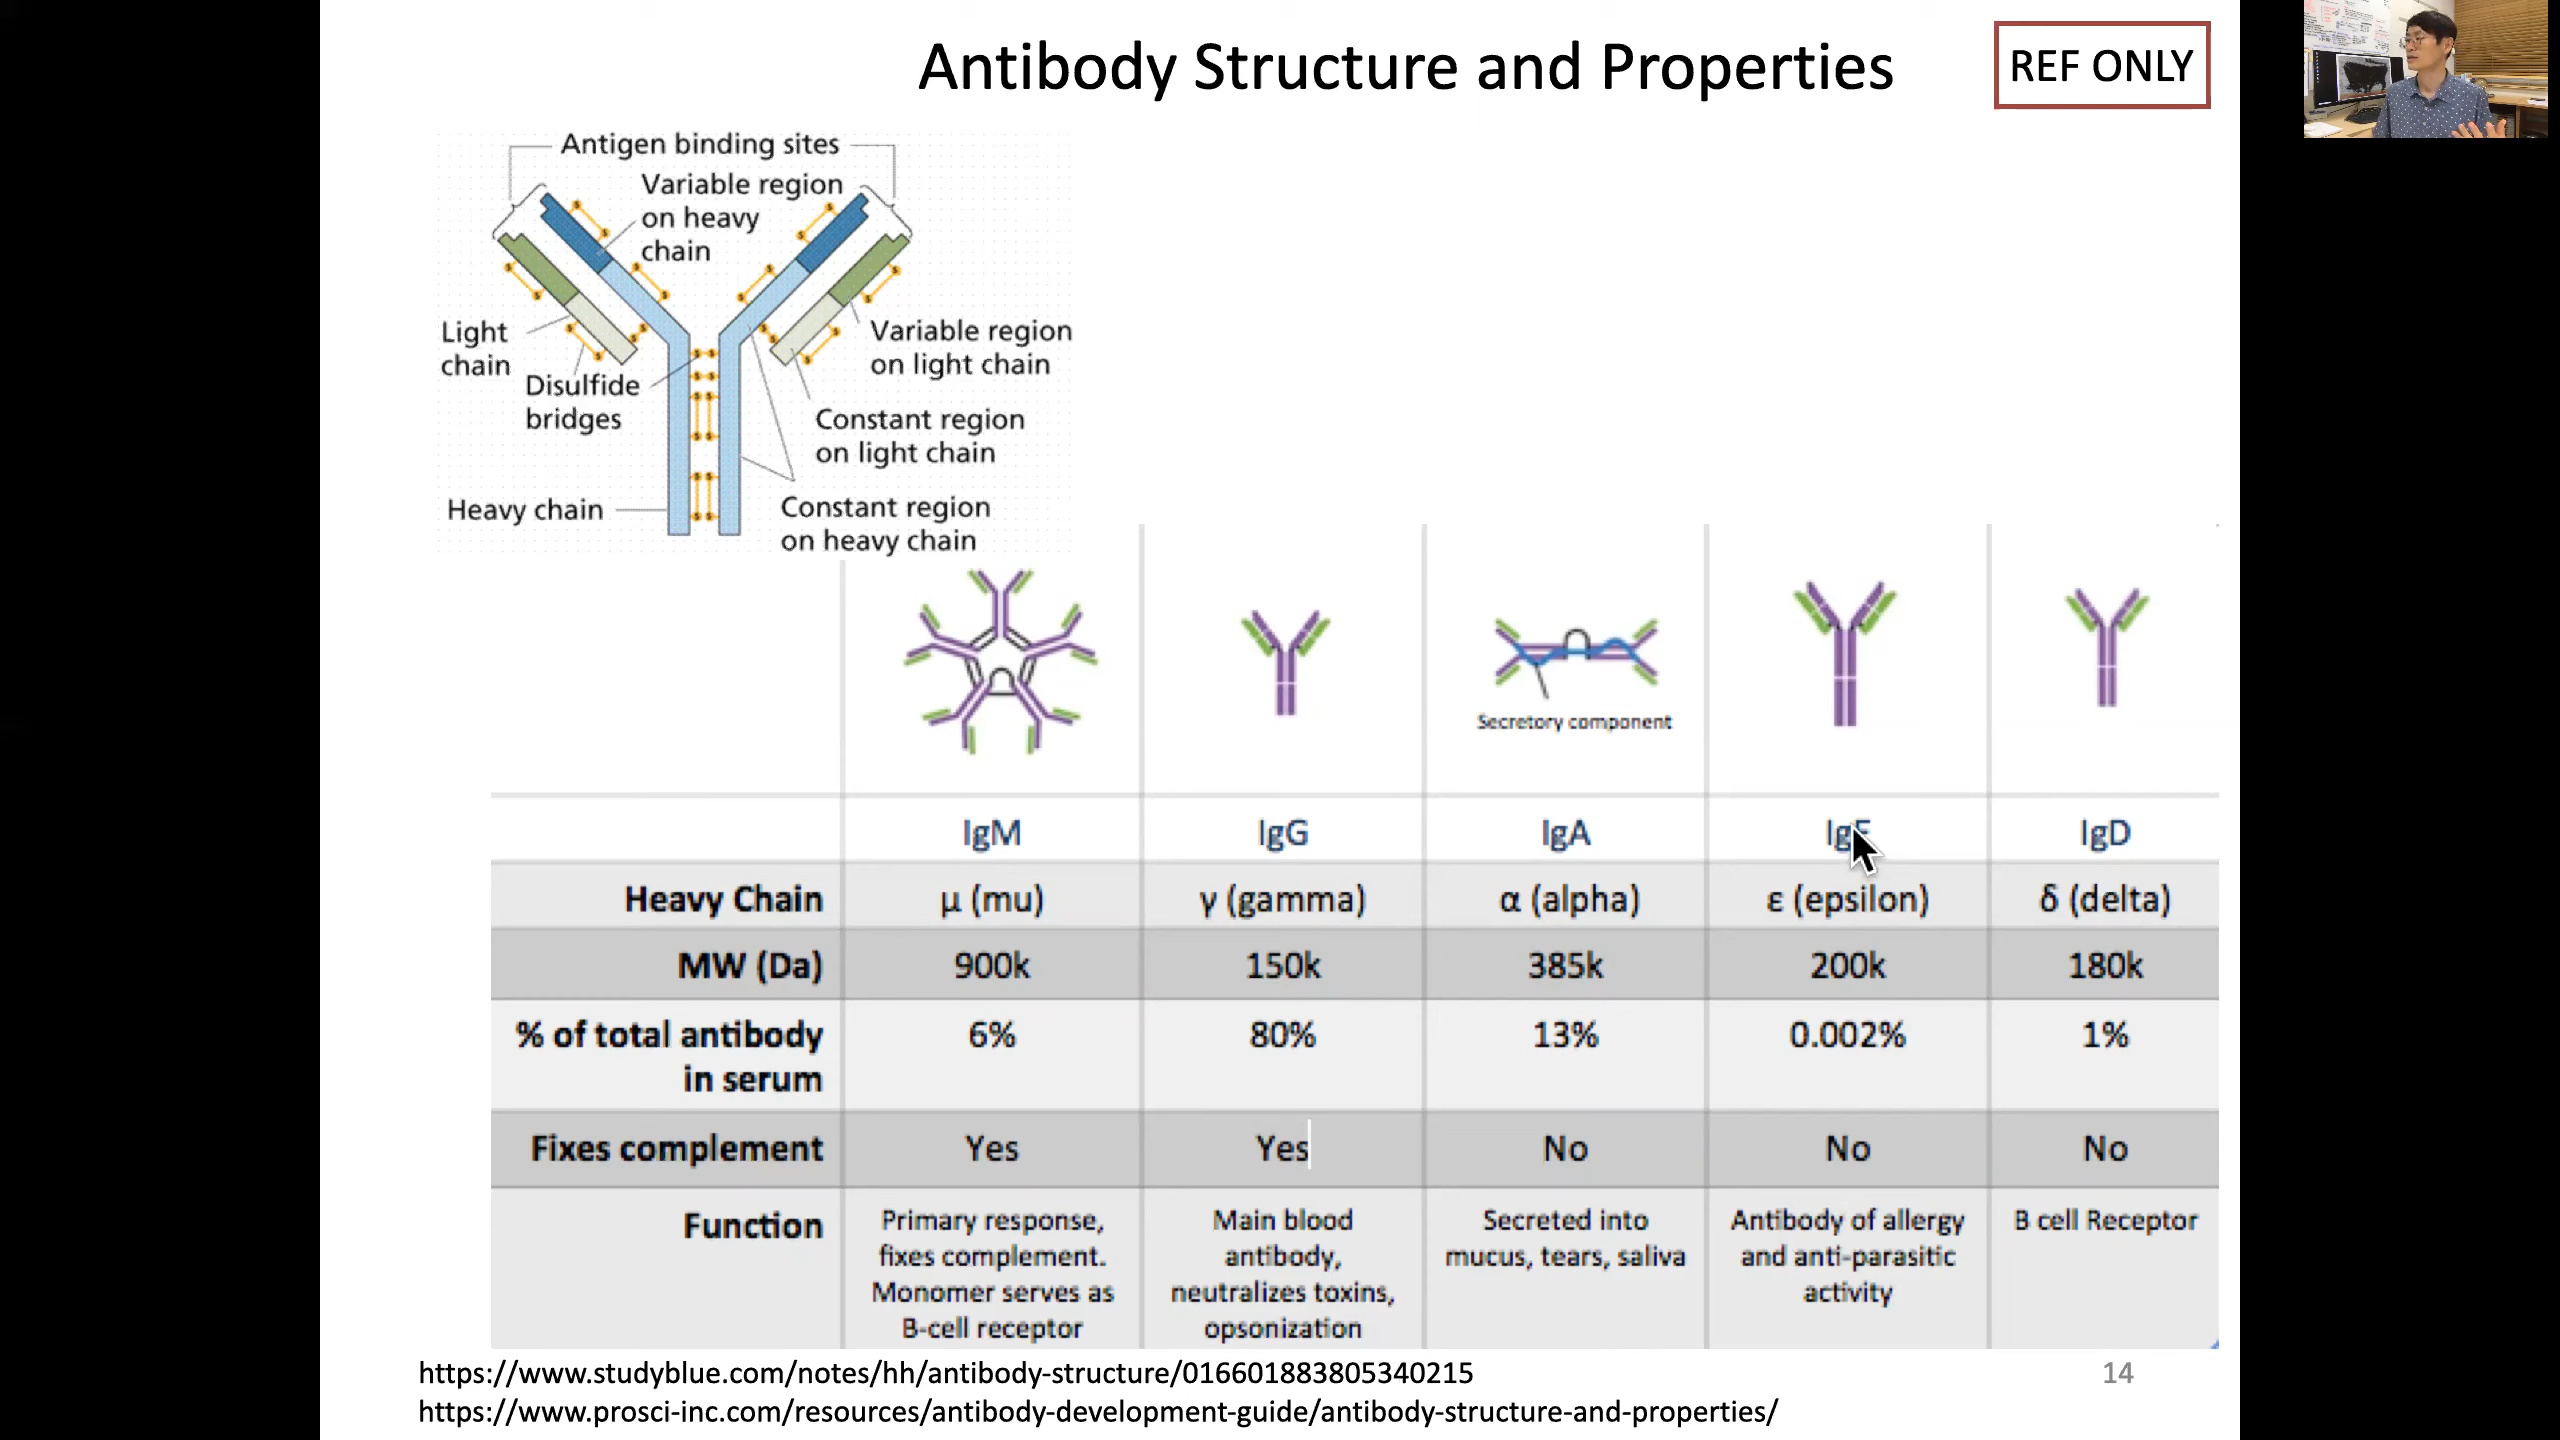 Antibody Structure and Properties
REF ONLY
Antigen binding sites
Variable region
on heavy
chain
Light
chain
Disulfide
bridges
Variable region
on light chain
Constant region
on light chain
Heavy chain
Constant region
on heavy chain
Secretory component
IgM IgG IgA IgE IgD
Heavy Chain μ (mu) γ (gamma) α (alpha) ε (epsilon) δ (delta)
MW (Da) 900k 150k 385k 200k 180k
% of total antibody
in serum 6% 80% 13% 0.002% 1%
Fixes complement Yes Yes No No No
Function
Primary response,
fixes complement.
Monomer serves as
B-cell receptor
Main blood
antibody,
neutralizes toxins,
opsonization
Secreted into
mucus, tears, saliva
Antibody of allergy
and anti-parasitic
activity
B cell Receptor
https://www.studyblue.com/notes/hh/antibody-structure/016601883805340215
14
https://www.prosci-inc.com/resources/antibody-development-guide/antibody-structure-and-properties/